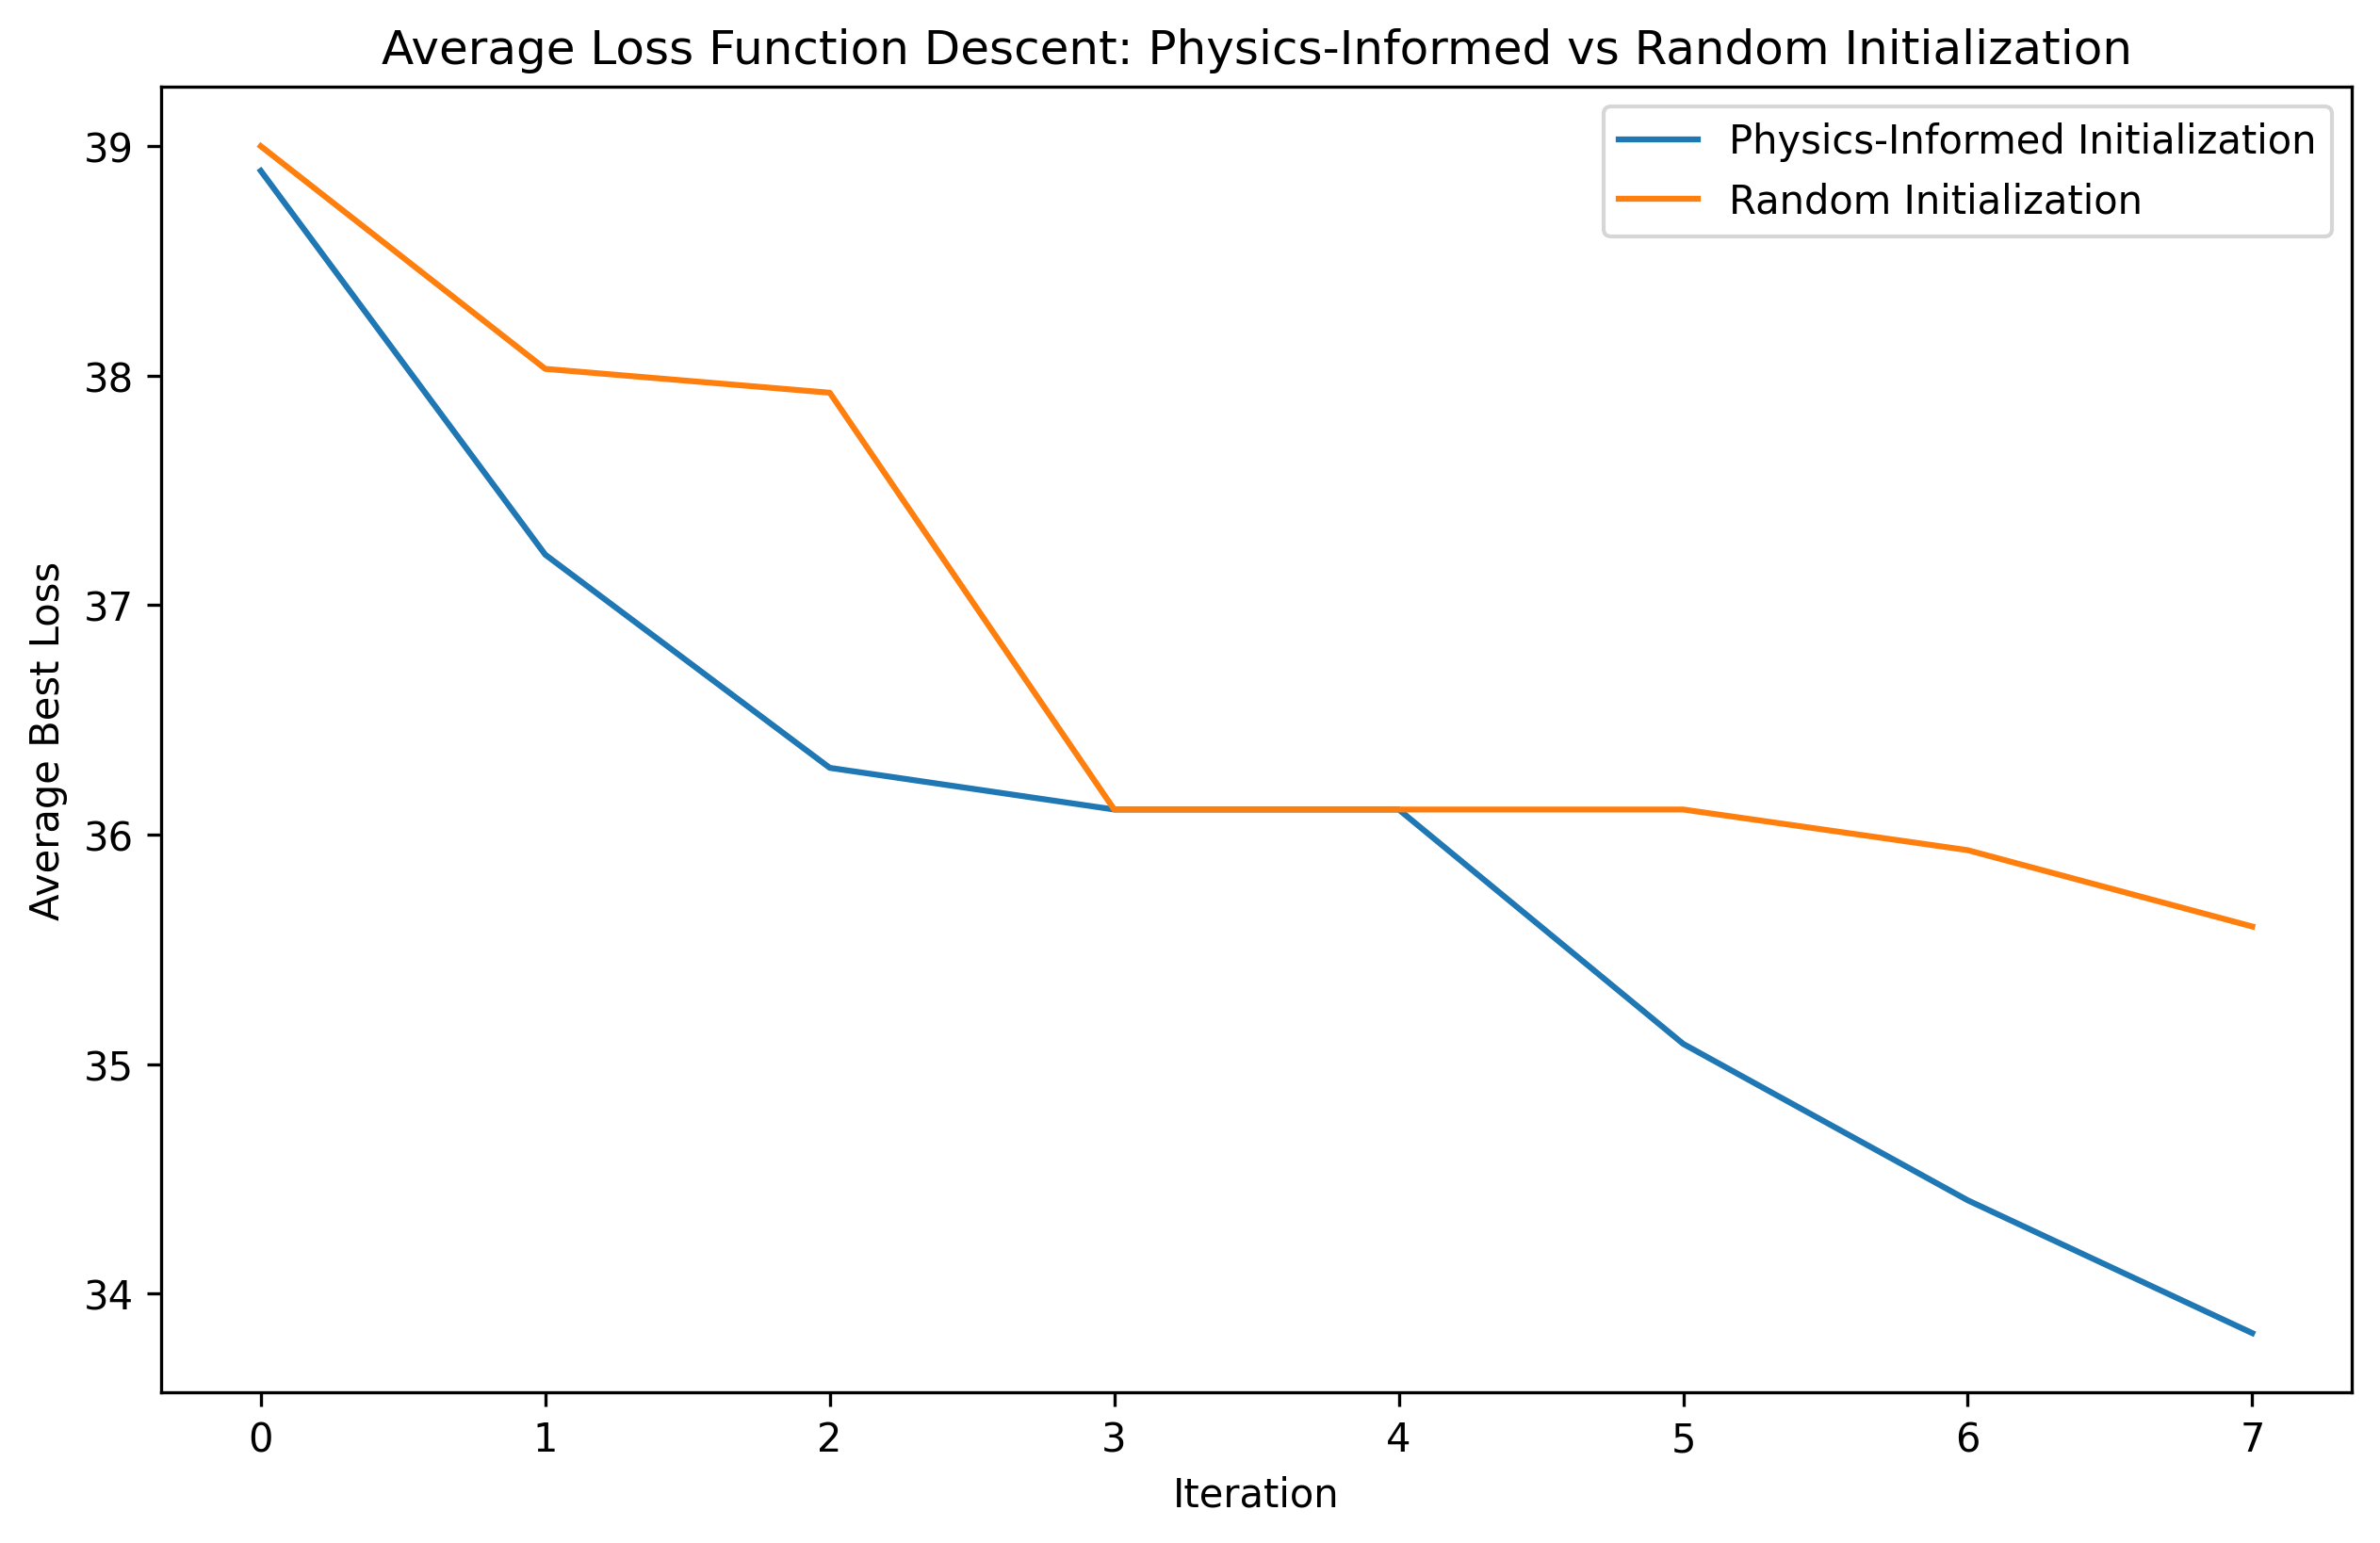 Average Loss Function Descent: Physics-Informed vs Random Initialization
Physics-Informed Initialization
Random Initialization
Average Best Loss
39
38
37
36
35
34
0 1 2 3 4 5 6 7
Iteration